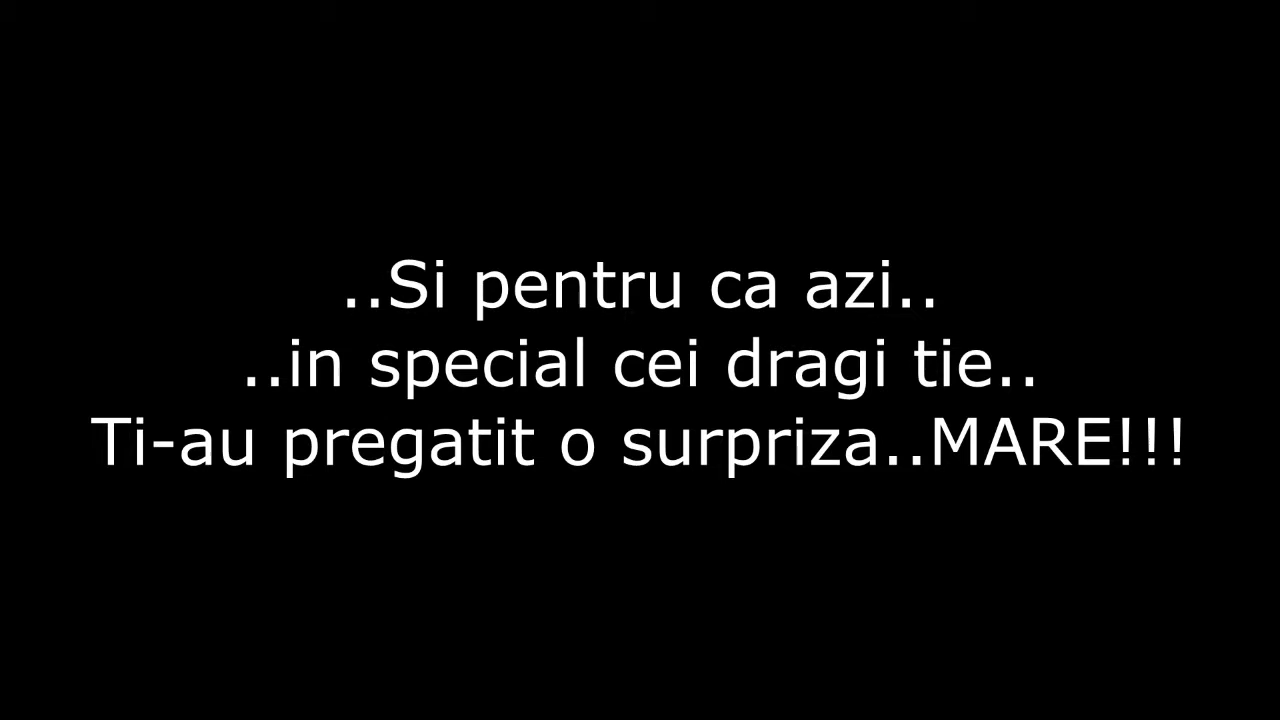 ..Si pentru ca azi..
..in special cei dragi tie..
Ti-au pregatit o surpriza..MARE!!!